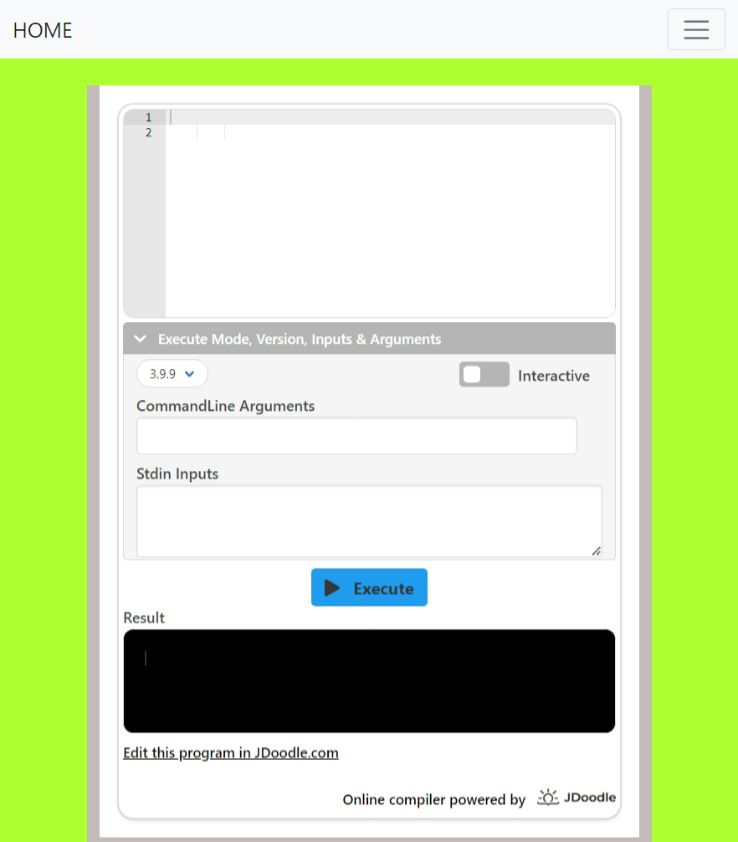 HOME
1
2
Execute Mode, Version, Inputs & Arguments
3.9.9
Interactive
CommandLine Arguments
Stdin Inputs
Execute
Result
Edit this program in JDoodle.com
Online compiler powered by JDoodle